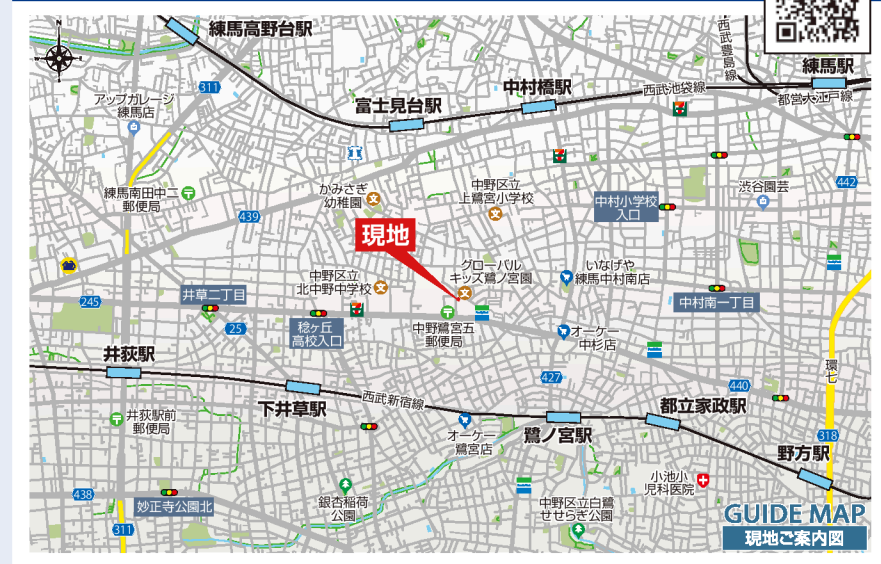 練馬高野台駅
N
西武豊島線
練馬駅
311
中村橋駅
西武池袋線
アップガレージ
練馬店
富士見台駅
都営大江戸線
練馬南田中二
郵便局
かみさぎ
幼稚園
中野区立
上鷺宮小学校
中村小学校
入口
渋谷園芸
442
439
現地
グローバル
キッズ鷺ノ宮園
いなげや
練馬中村南店
中野区立
北中野中学校
245
井草二丁目
中村南一丁目
25
稔ヶ丘
高校入口
中野鷺宮五
郵便局
オーケー
中杉店
井荻駅
環七
427
440
下井草駅
西武新宿線
都立家政駅
井荻駅前
郵便局
オーケー
鷺宮店
鷺ノ宮駅
318
野方駅
小池小
児科医院
438
妙正寺公園北
銀杏稲荷
公園
中野区立白鷺
せせらぎ公園
311
GUIDE MAP
現地ご案内図